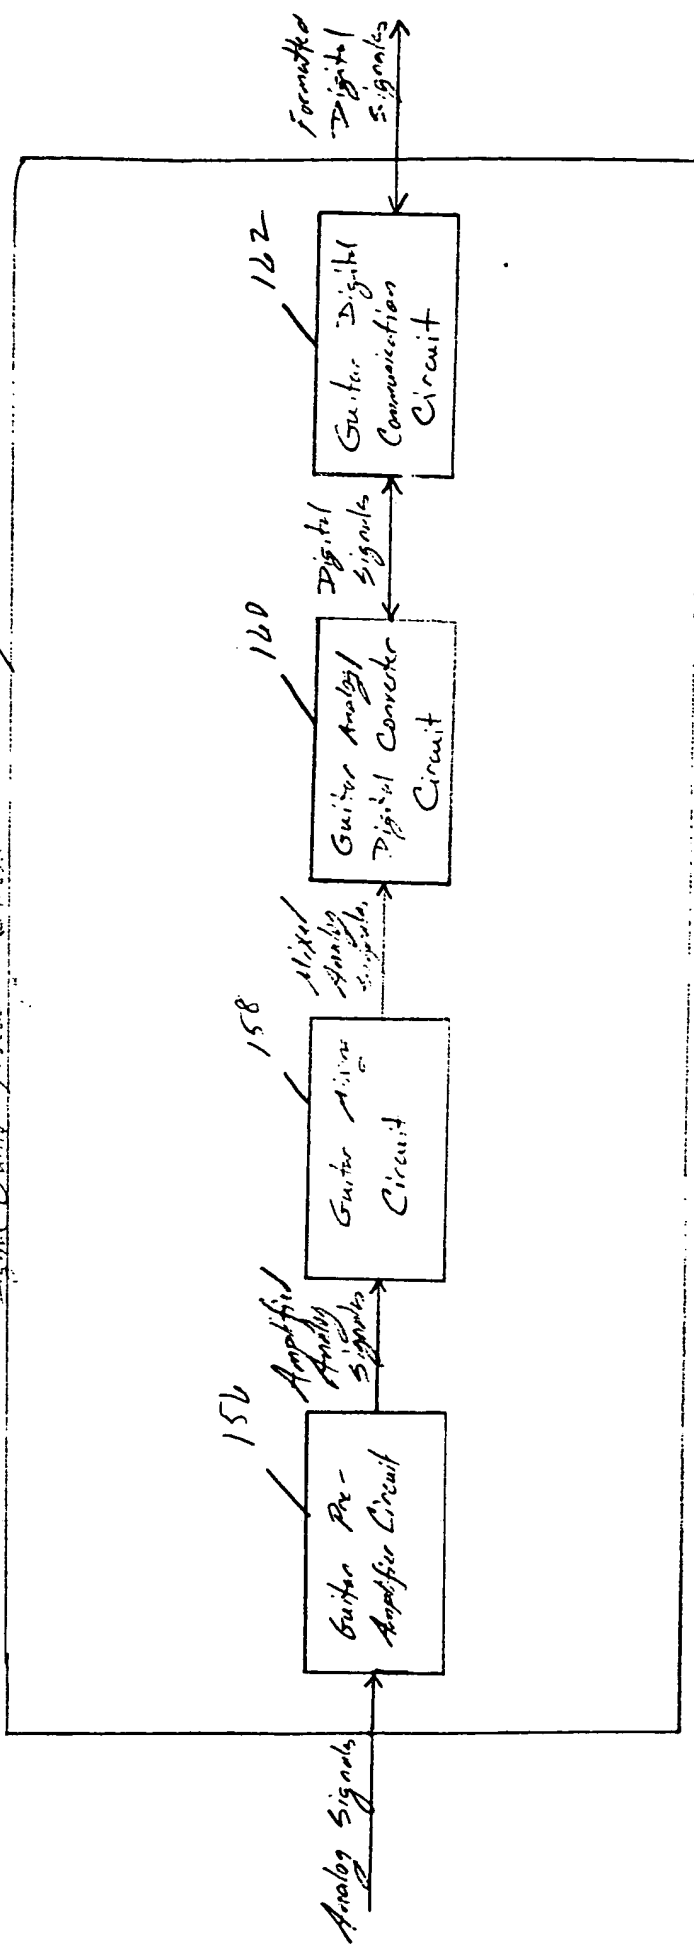 Analog Signals
156
Guitar Pre-
Amplifier Circuit
Amplified
Analog
Signals
158
Guitar Mixing
Circuit
Mixed
Analog
Signals
160
Guitar Analog/
Digital Converter
Circuit
Digital
Signals
162
Guitar Digital
Communication
Circuit
Formatted
Digital
Signals